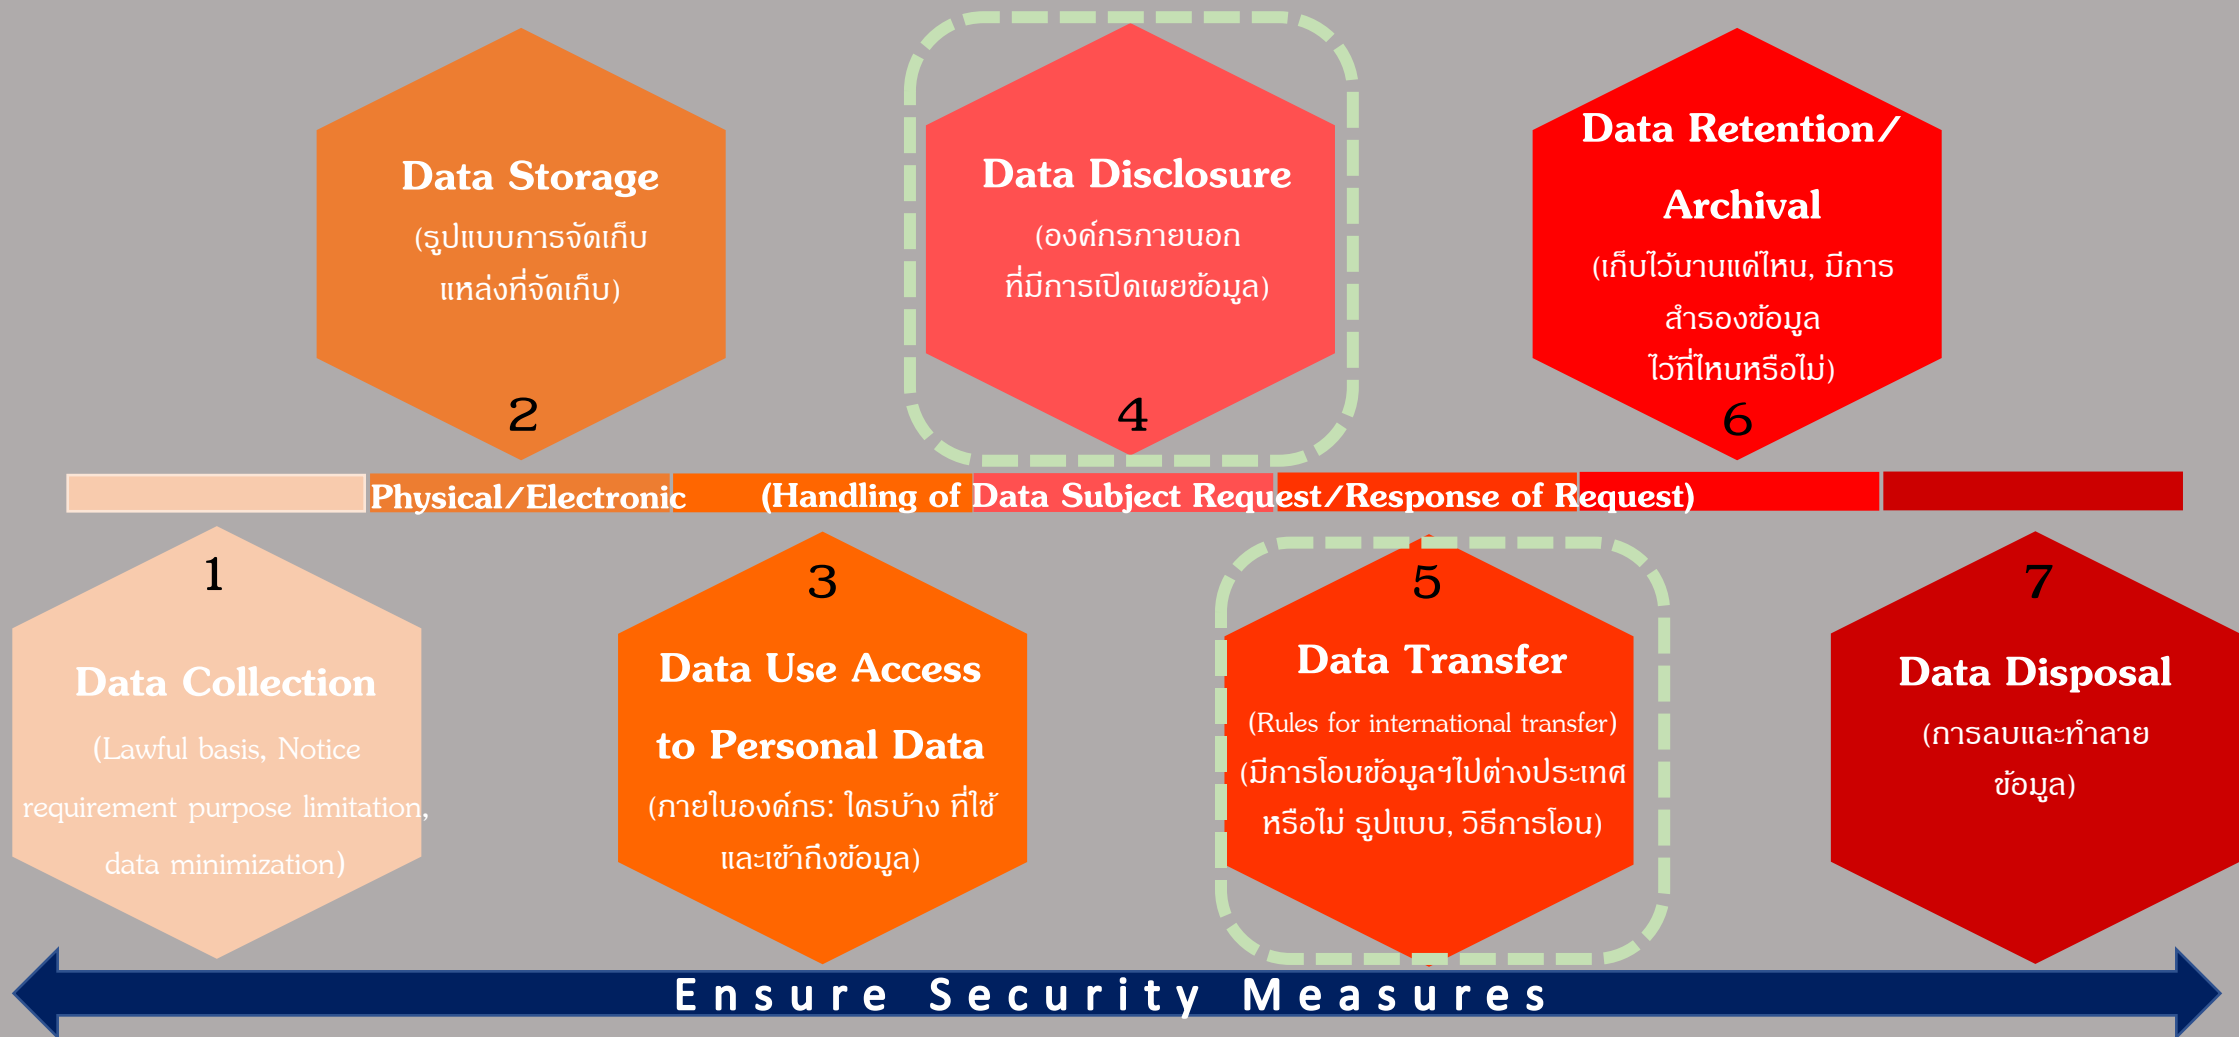 Data Storage
(รูปแบบการจัดเก็บ
แหล่งที่จัดเก็บ)
2
Data Disclosure
(องค์กรภายนอก
ที่มีการเปิดเผยข้อมูล)
4
Data Retention/
Archival
(เก็บไว้นานแค่ไหน, มีการ
สำรองข้อมูล
ไว้ที่ไหนหรือไม่)
6
Physical/Electronic (Handling of Data Subject Request/Response of Request)
1
Data Collection
(Lawful basis, Notice
requirement purpose limitation,
data minimization)
3
Data Use Access
to Personal Data
(ภายในองค์กร: ใครบ้าง ที่ใช้
และเข้าถึงข้อมูล)
5
Data Transfer
(Rules for international transfer)
(มีการโอนข้อมูลฯไปต่างประเทศ
หรือไม่ รูปแบบ, วิธีการโอน)
7
Data Disposal
(การลบและทำลาย
ข้อมูล)
Ensure Security Measures